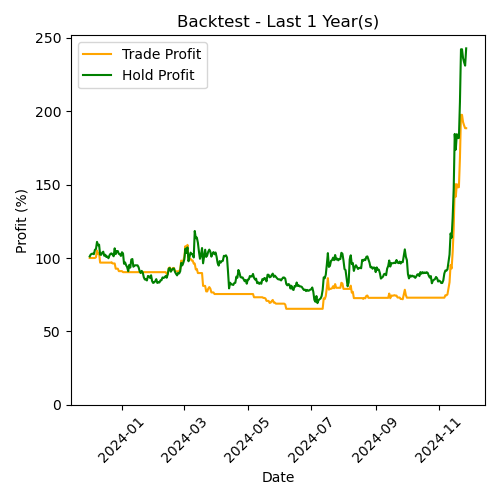 Backtest - Last 1 Year(s)
Trade Profit
Hold Profit
Profit (%)
250
200
150
100
50
0
2024-01
2024-03
2024-05
2024-07
2024-09
2024-11
Date